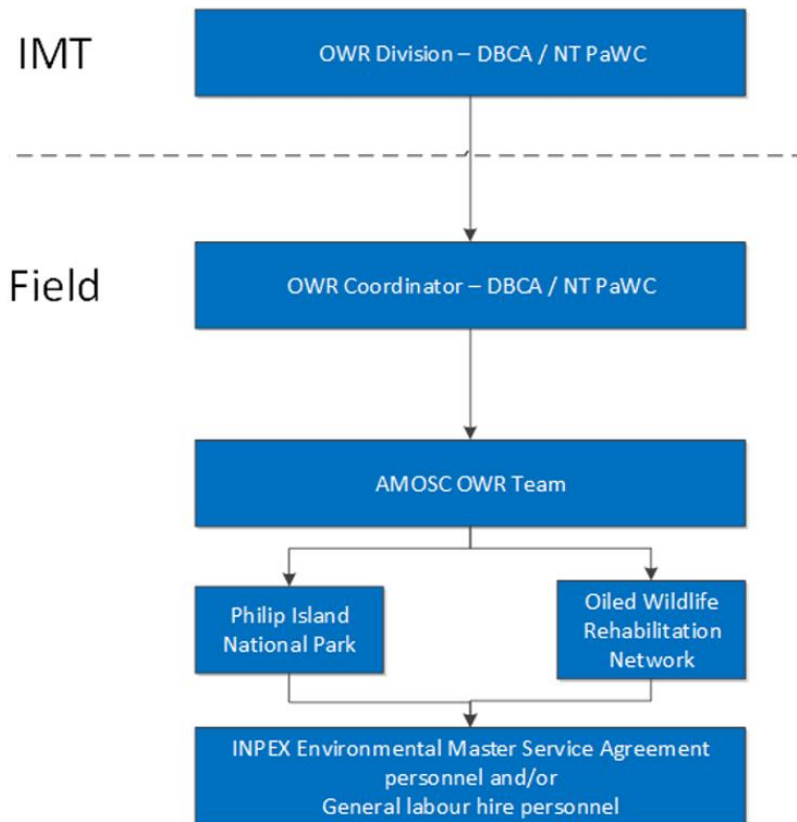 IMT
OWR Division – DBCA / NT PaWC
Field
OWR Coordinator – DBCA / NT PaWC
AMOSC OWR Team
Philip Island
National Park
Oiled Wildlife
Rehabilitation
Network
INPEX Environmental Master Service Agreement
personnel and/or
General labour hire personnel